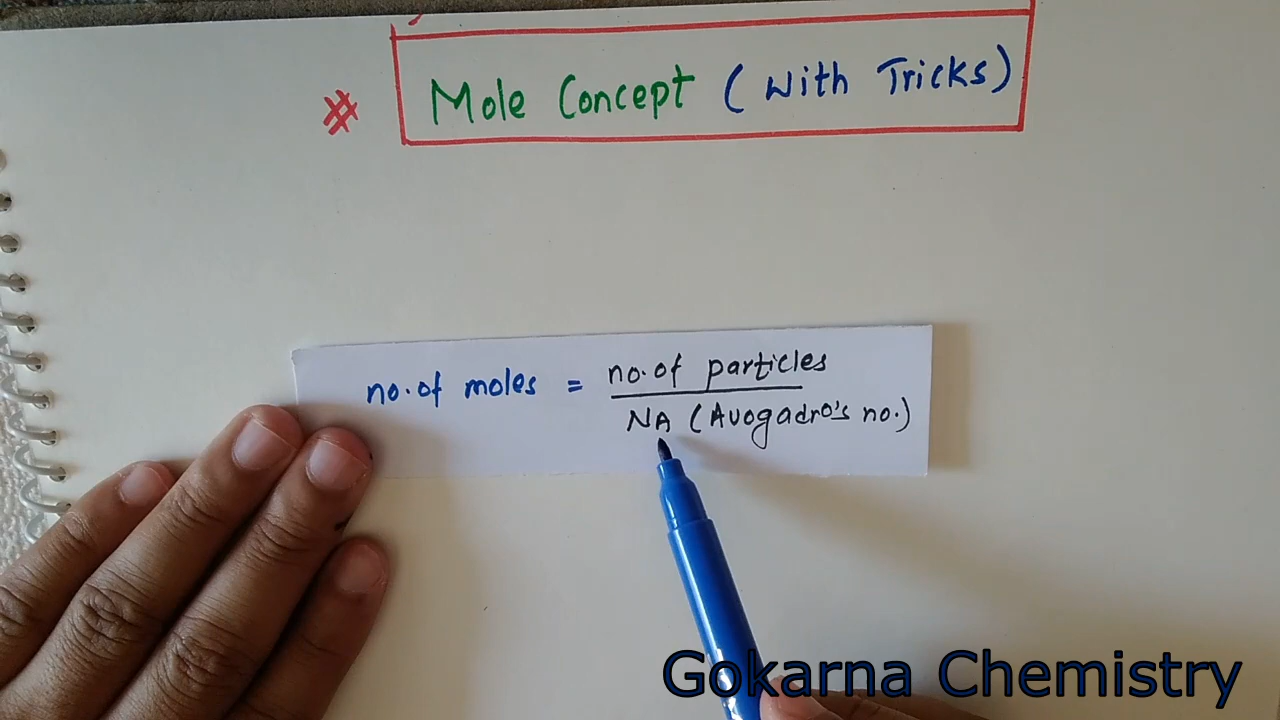 # Mole Concept (With Tricks)
no. of moles = no. of particles
NA (Avogadro's no.)
Gokarna Chemistry